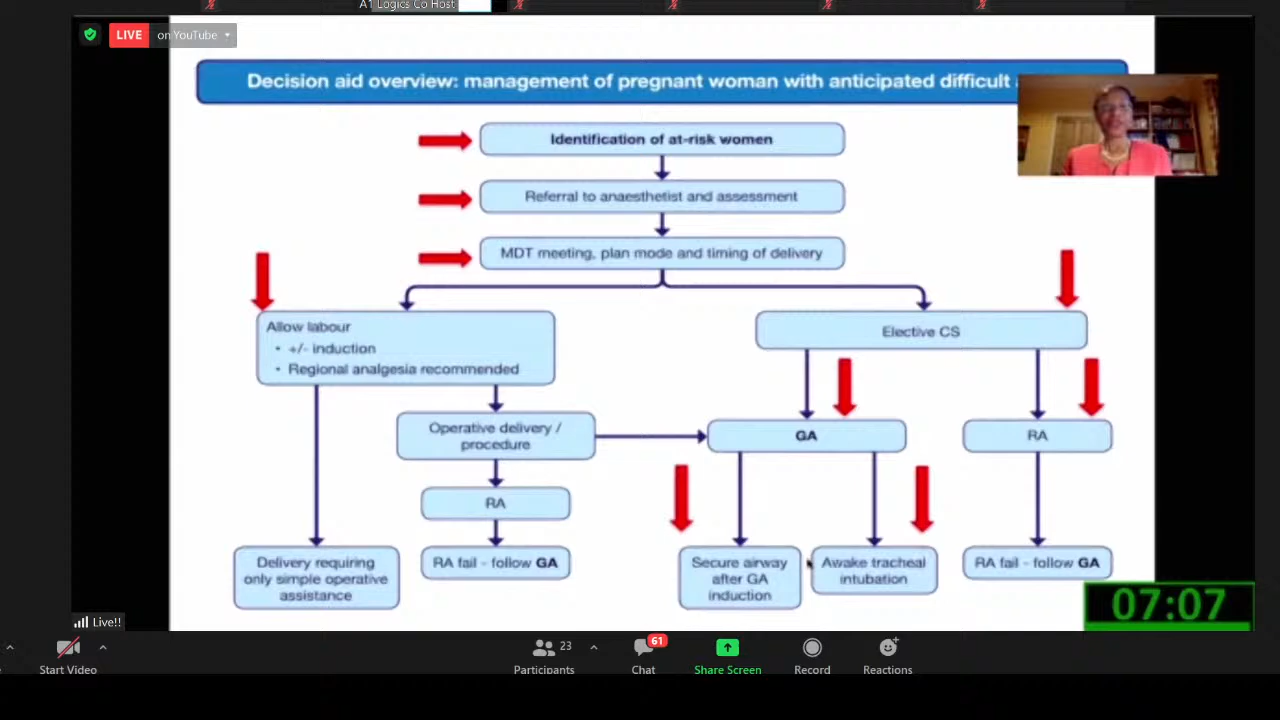 A1 Logics Co Host
LIVE on YouTube
Decision aid overview: management of pregnant woman with anticipated difficult
Identification of at-risk women
Referral to anaesthetist and assessment
MDT meeting, plan mode and timing of delivery
Allow labour
• +/- induction
• Regional analgesia recommended
Elective CS
Operative delivery /
procedure
GA
RA
RA
Delivery requiring
only simple operative
assistance
RA fail - follow GA
Secure airway
after GA
induction
Awake tracheal
intubation
RA fail - follow GA
07:07
Live!!
Start Video
Participants
23
Chat
61
Share Screen
Record
Reactions